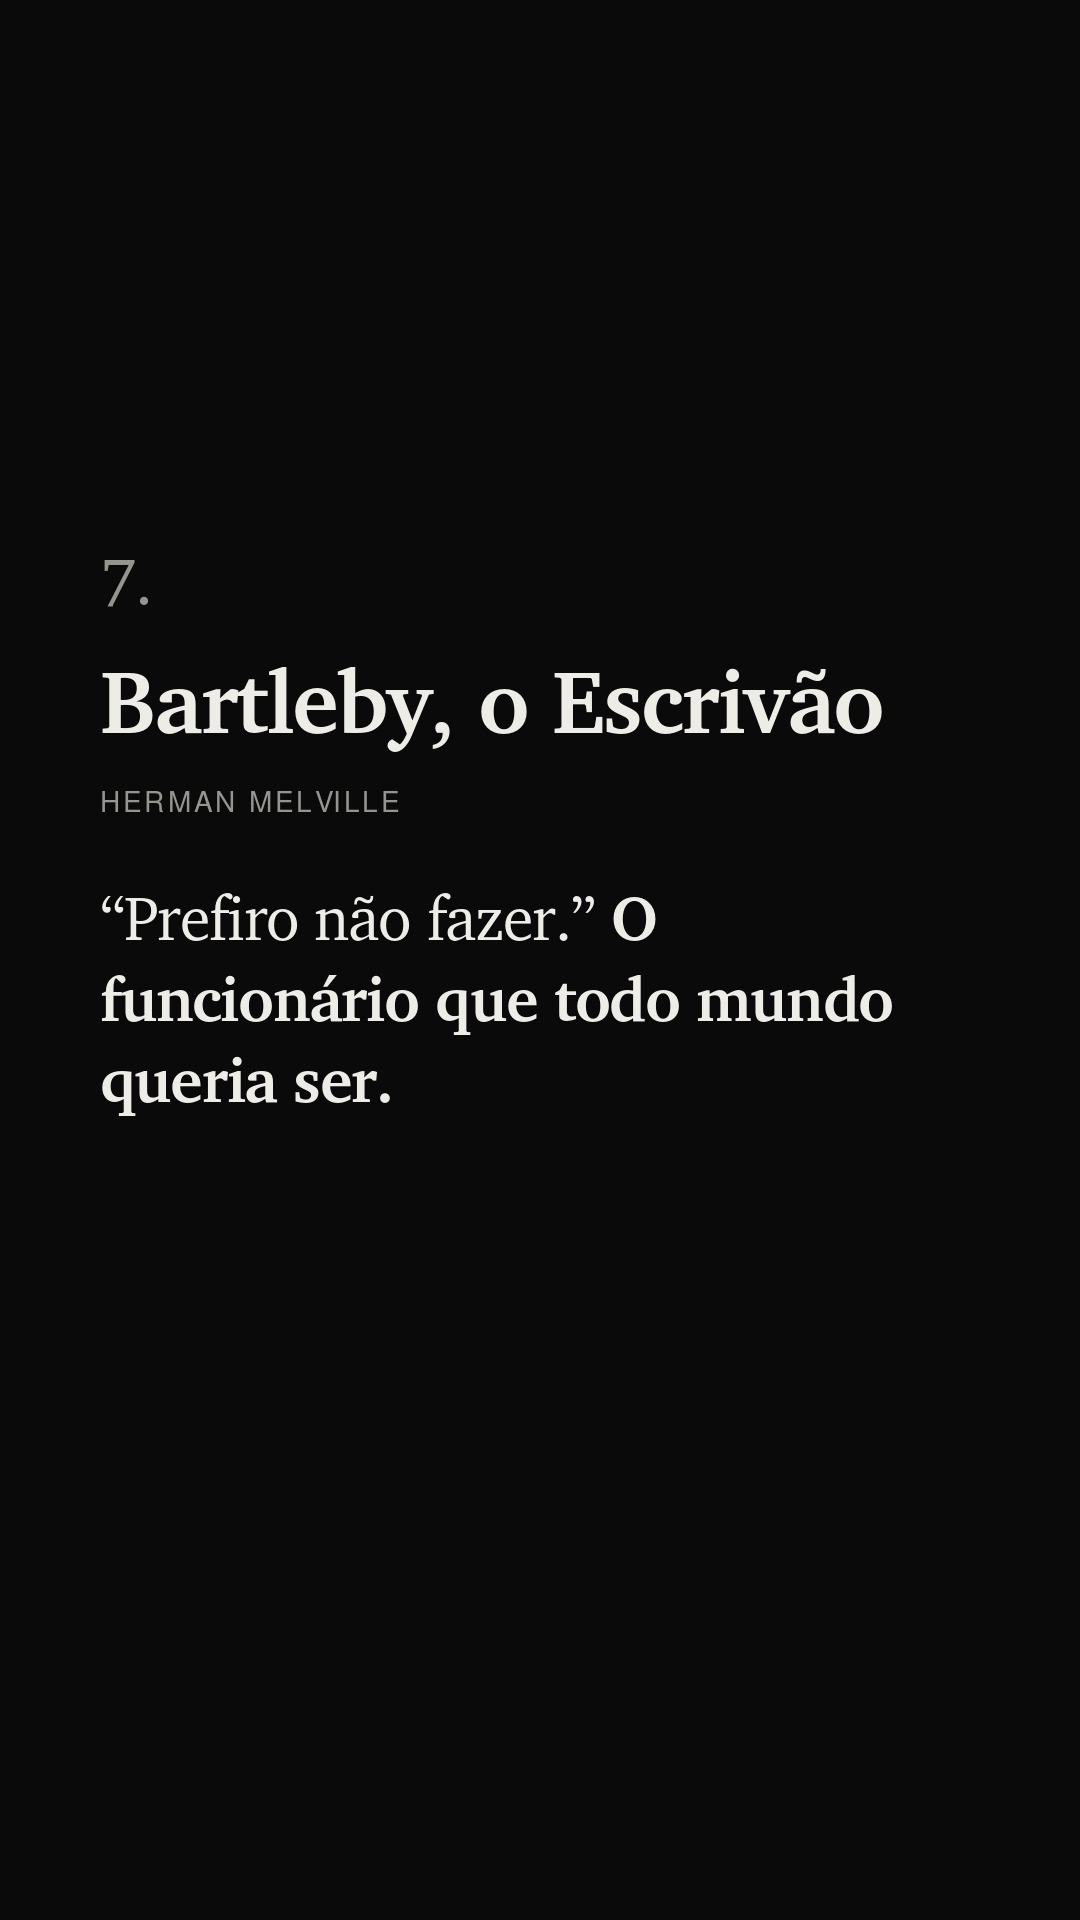 7.
Bartleby, o Escrivão
HERMAN MELVILLE
“Prefiro não fazer.” O
funcionário que todo mundo
queria ser.